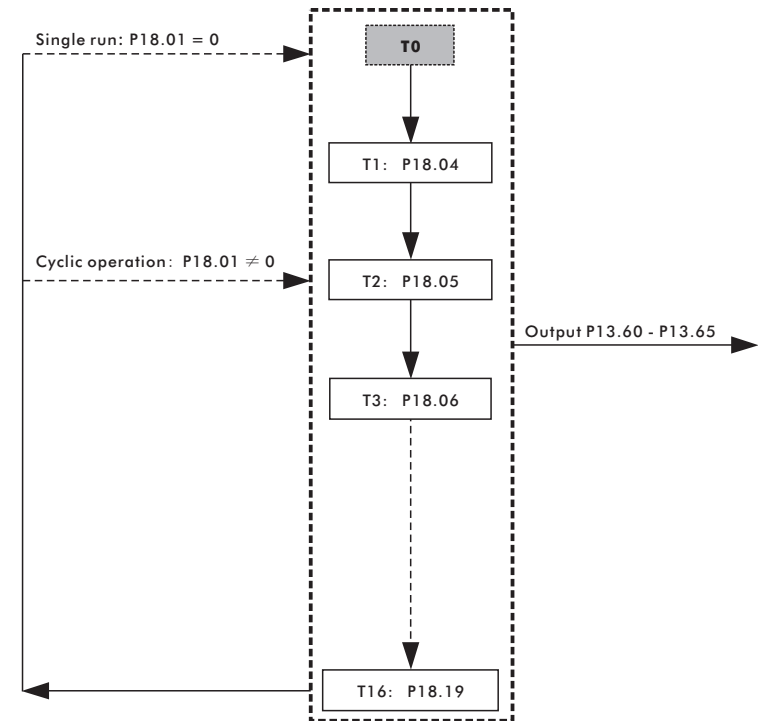 Single run: P18.01 = 0
T0
T1: P18.04
Cyclic operation: P18.01 ≠ 0
T2: P18.05
Output P13.60 - P13.65
T3: P18.06
T16: P18.19